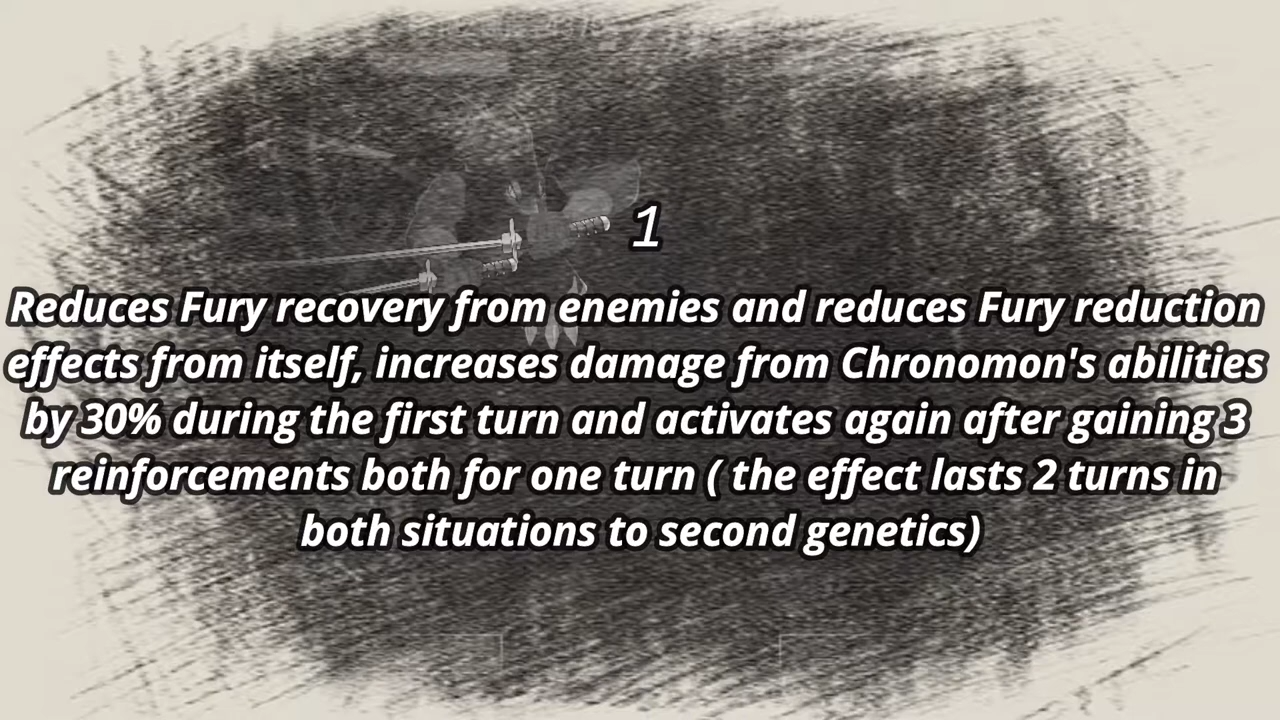 1
Reduces Fury recovery from enemies and reduces Fury reduction
effects from itself, increases damage from Chronomon's abilities
by 30% during the first turn and activates again after gaining 3
reinforcements both for one turn ( the effect lasts 2 turns in
both situations to second genetics)